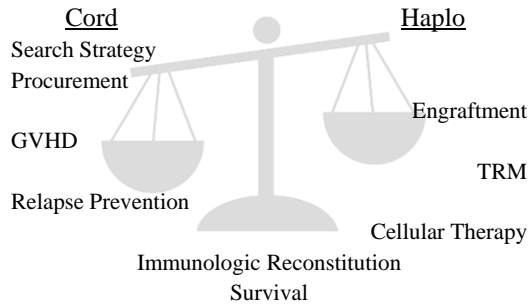 Cord
Haplo
Search Strategy
Procurement
Engraftment
GVHD
TRM
Relapse Prevention
Cellular Therapy
Immunologic Reconstitution
Survival